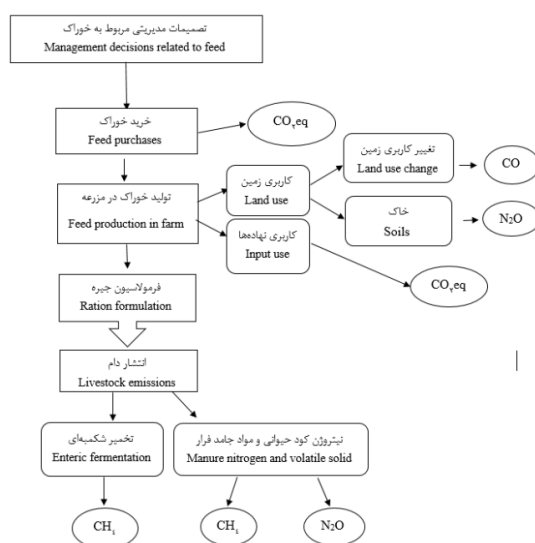 تصمیمات مدیریتی مربوط به خوراک
Management decisions related to feed
خرید خوراک
Feed purchases
CO₂eq
تولید خوراک در مزرعه
Feed production in farm
کاربری زمین
Land use
تغییر کاربری زمین
Land use change
CO
خاک
Soils
N2O
کاربری نهاده‌ها
Input use
CO₂eq
فرمولاسیون جیره
Ration formulation
انتشار دام
Livestock emissions
تخمیر شکمبه‌ای
Enteric fermentation
نیتروژن کود حیوانی و مواد جامد فرار
Manure nitrogen and volatile solid
CH₄
CH₄
N2O